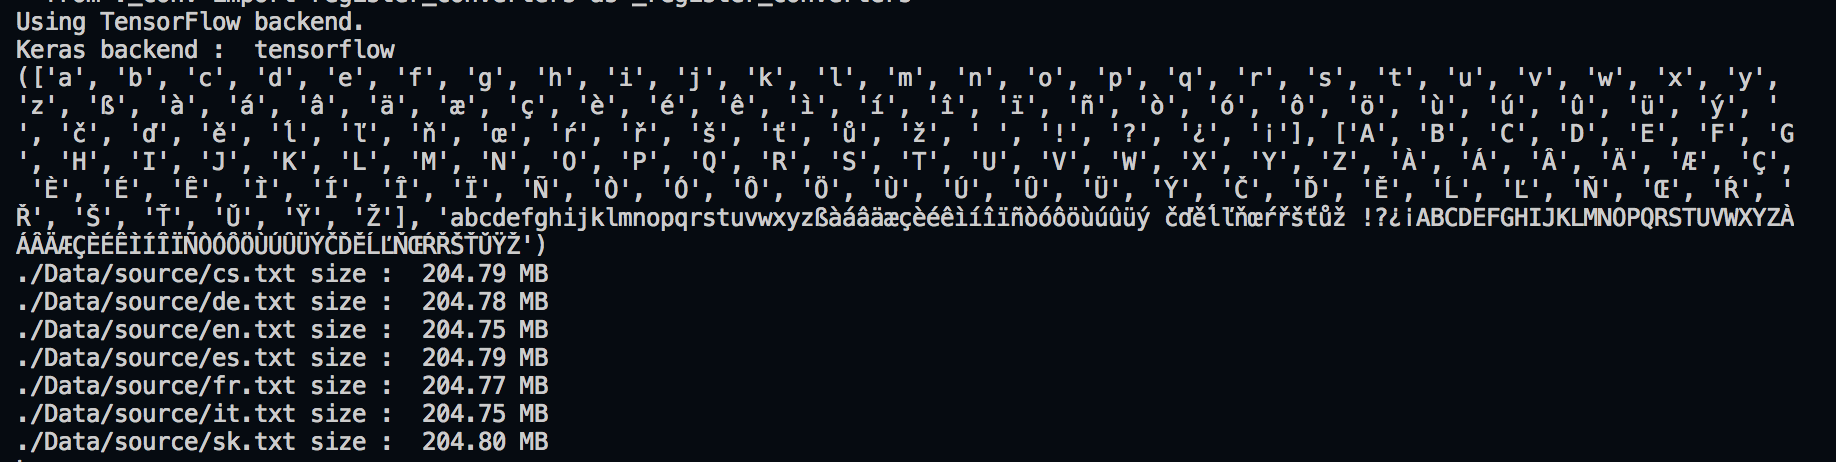 Using TensorFlow backend.
Keras backend :  tensorflow
(['a', 'b', 'c', 'd', 'e', 'f', 'g', 'h', 'i', 'j', 'k', 'l', 'm', 'n', 'o', 'p', 'q', 'r', 's', 't', 'u', 'v', 'w', 'x', 'y',
'z', 'ß', 'à', 'á', 'â', 'ä', 'æ', 'ç', 'è', 'é', 'ê', 'ì', 'í', 'î', 'ï', 'ñ', 'ò', 'ó', 'ô', 'ö', 'ù', 'ú', 'û', 'ü', 'ý', '
', 'č', 'ď', 'ě', 'ĺ', 'ľ', 'ň', 'œ', 'ŕ', 'ř', 'š', 'ť', 'ů', 'ž', ' ', '!', '?', '¿', '¡'], ['A', 'B', 'C', 'D', 'E', 'F', 'G
', 'H', 'I', 'J', 'K', 'L', 'M', 'N', 'O', 'P', 'Q', 'R', 'S', 'T', 'U', 'V', 'W', 'X', 'Y', 'Z', 'À', 'Á', 'Â', 'Ä', 'Æ', 'Ç',
'È', 'É', 'Ê', 'Ì', 'Í', 'Î', 'Ï', 'Ñ', 'Ò', 'Ó', 'Ô', 'Ö', 'Ù', 'Ú', 'Û', 'Ü', 'Ý', 'Č', 'Ď', 'Ě', 'Ĺ', 'Ľ', 'Ň', 'Œ', 'Ŕ', '
Ř', 'Š', 'Ť', 'Ŭ', 'Ÿ', 'Ž'], 'abcdefghijklmnopqrstuvwxyzßàáâäæçèéêìíîïñòóôöùúûüý čďěĺľňœŕřšťůž !?¿¡ABCDEFGHIJKLMNOPQRSTUVWXYZÀ
ÁÂÄÆÇÈÉÊÌÍÎÏÑÒÓÔÖÙÚÛÜÝČĎĚĹĽŇŒŔŘŠŤŬŸŽ')
./Data/source/cs.txt size :  204.79 MB
./Data/source/de.txt size :  204.78 MB
./Data/source/en.txt size :  204.75 MB
./Data/source/es.txt size :  204.79 MB
./Data/source/fr.txt size :  204.77 MB
./Data/source/it.txt size :  204.75 MB
./Data/source/sk.txt size :  204.80 MB